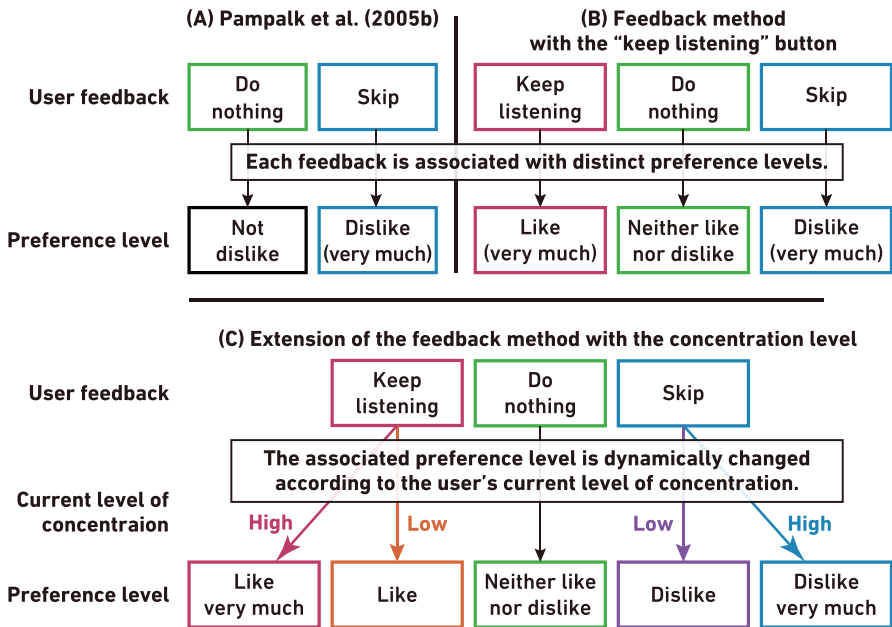 (A) Pampalk et al. (2005b)
(B) Feedback method
with the “keep listening” button
User feedback
Do
nothing
Skip
Keep
listening
Do
nothing
Skip
Each feedback is associated with distinct preference levels.
Preference level
Not
dislike
Dislike
(very much)
Like
(very much)
Neither like
nor dislike
Dislike
(very much)
(C) Extension of the feedback method with the concentration level
User feedback
Keep
listening
Do
nothing
Skip
The associated preference level is dynamically changed
according to the user’s current level of concentration.
Current level of
concentraion
High
Low
Low
High
Preference level
Like
very much
Like
Neither like
nor dislike
Dislike
Dislike
very much